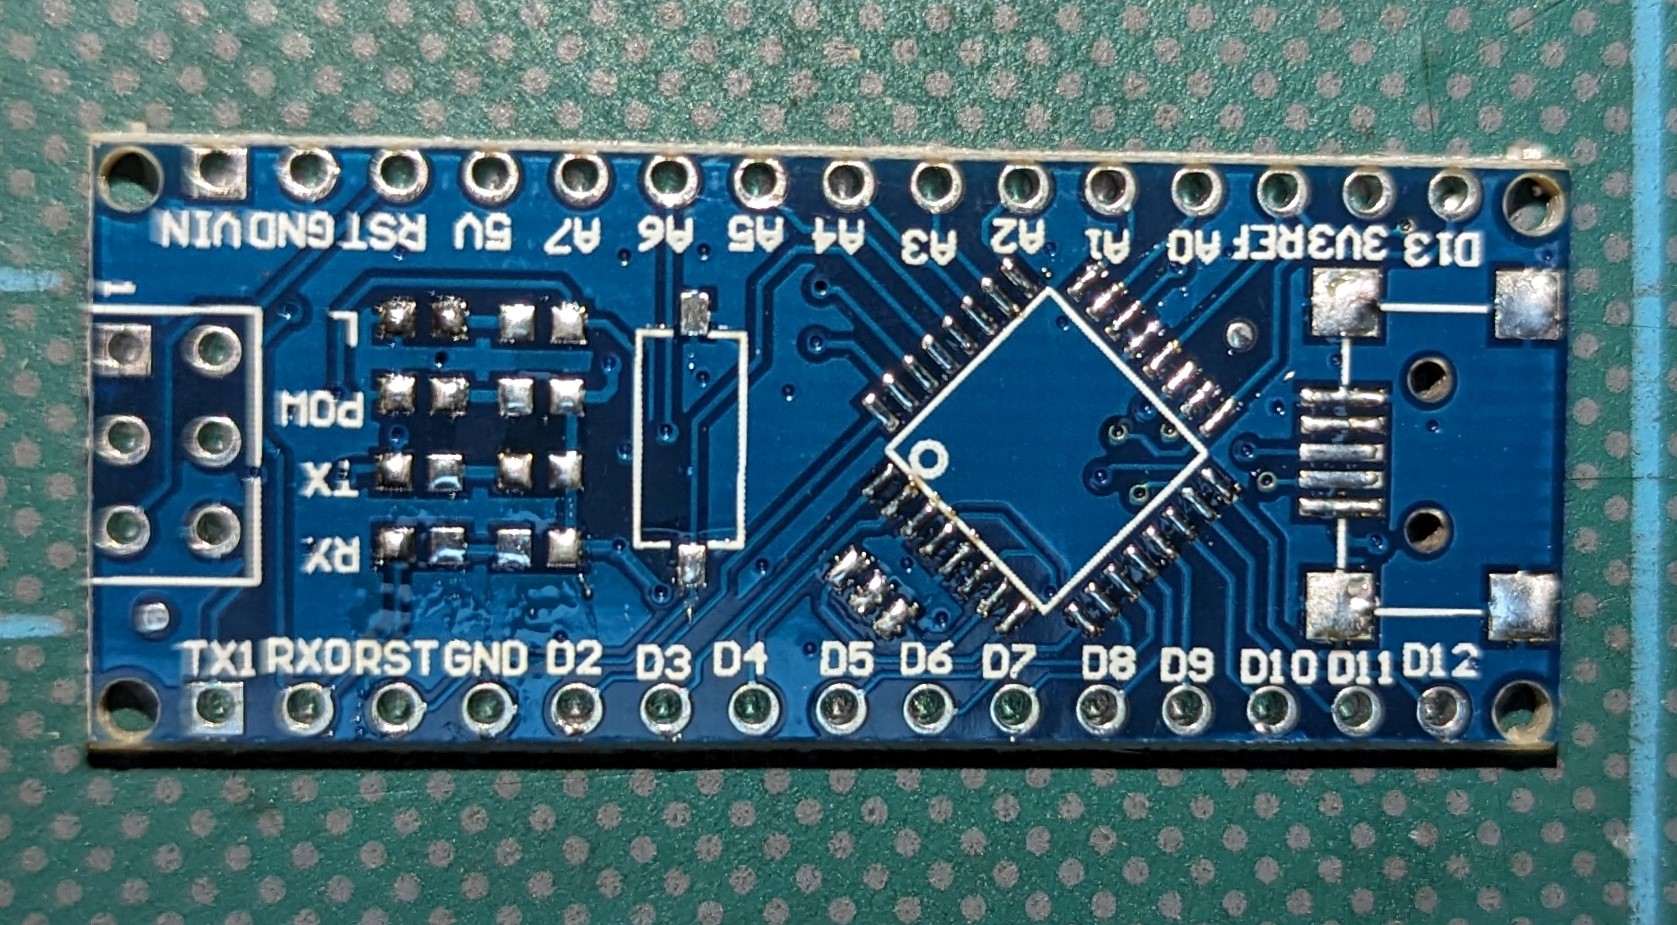 VIN GND RST 5V A7 A6 A5 A4 A3 A2 A1 A0 REF 3V3 D13
1
L
POW
TX
RX
TX1 RX0 RST GND D2 D3 D4 D5 D6 D7 D8 D9 D10 D11 D12